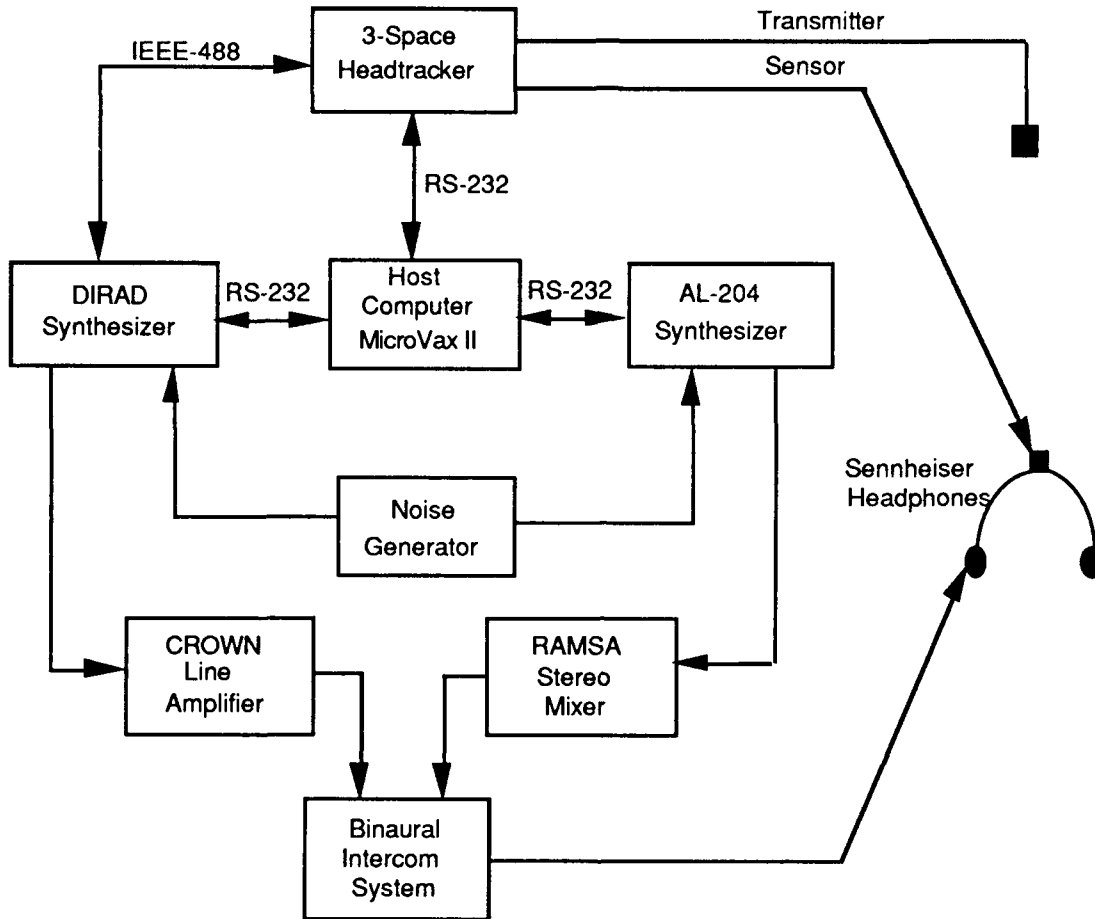 3-Space
Headtracker
Transmitter
Sensor
IEEE-488
RS-232
DIRAD
Synthesizer
RS-232
Host
Computer
MicroVax II
RS-232
AL-204
Synthesizer
Noise
Generator
Sennheiser
Headphones
CROWN
Line
Amplifier
RAMSA
Stereo
Mixer
Binaural
Intercom
System